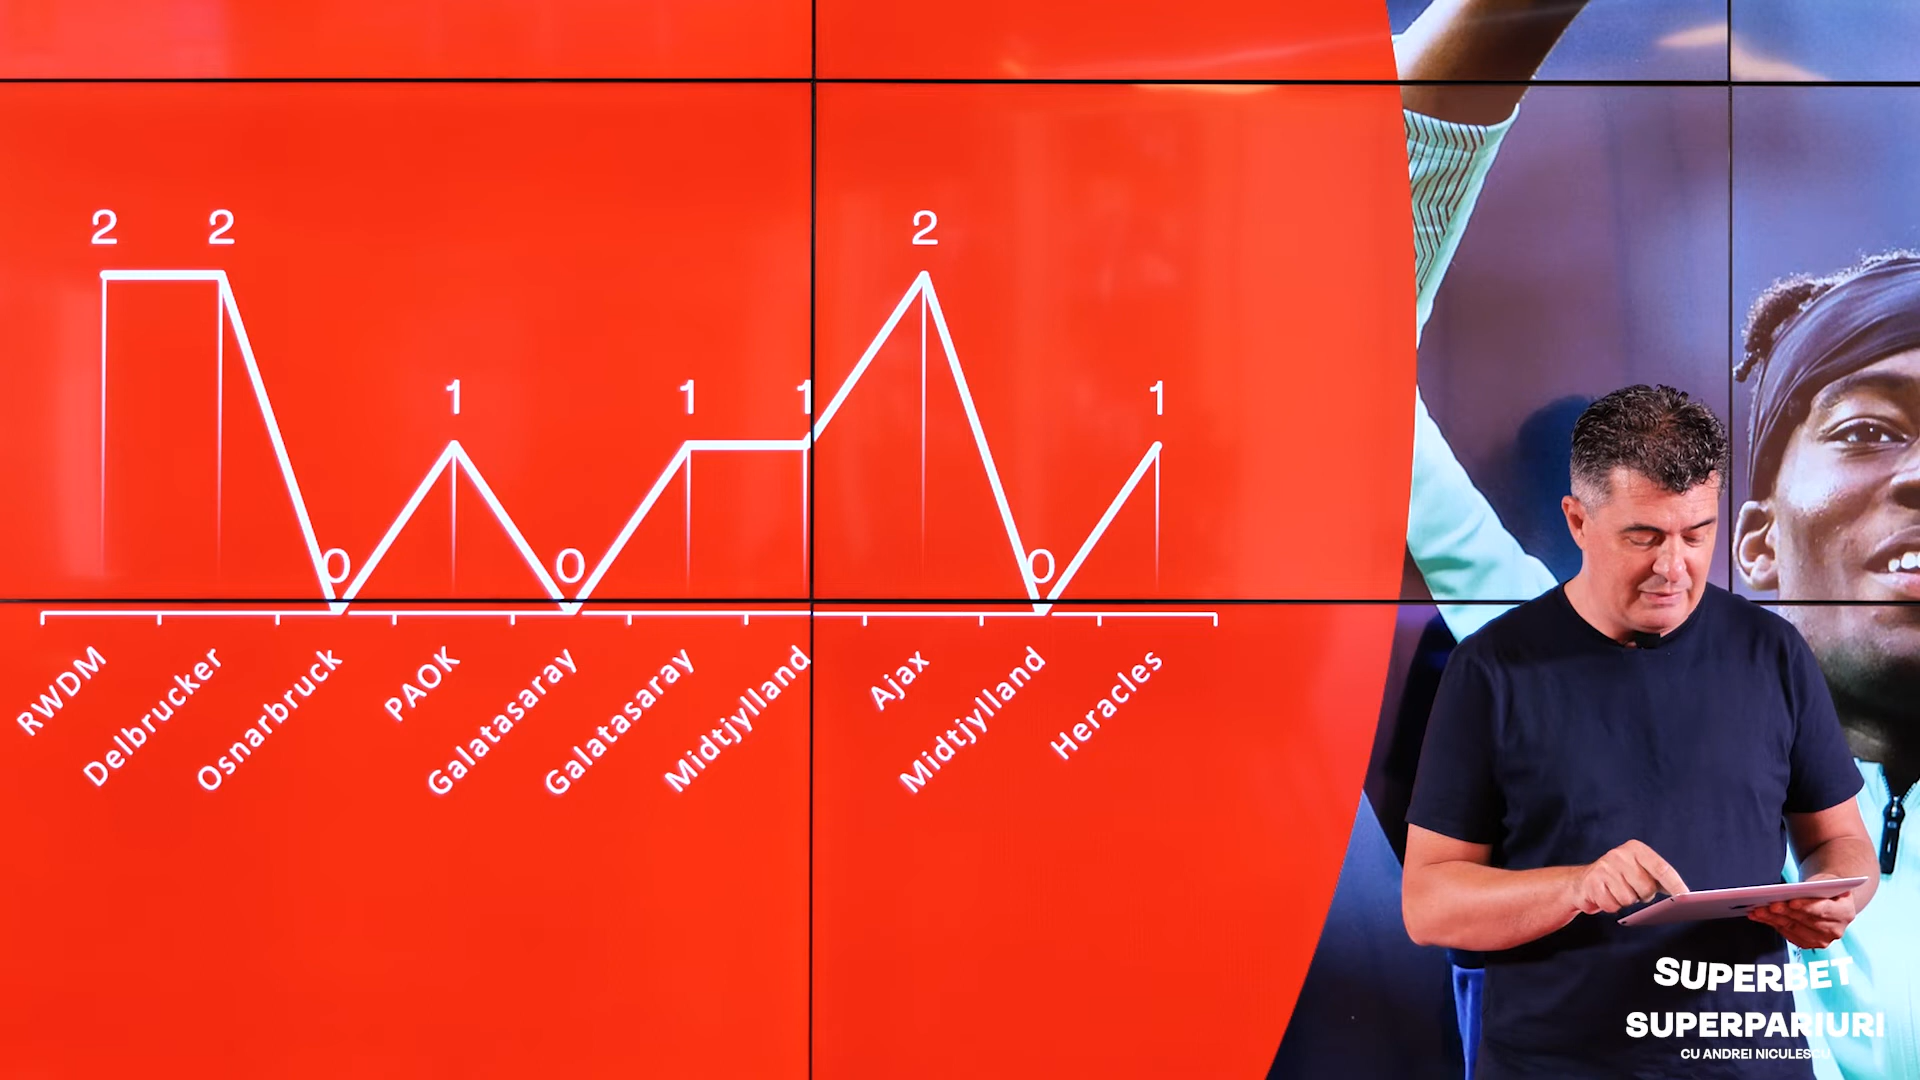 2 2 2
1 1 1 1
0 0 0
RWDM Delbrucker Osnarbruck PAOK Galatasaray Galatasaray Midtjylland Ajax Midtjylland Heracles
SUPERBET
SUPERPARIURI
CU ANDREI NICULESCU